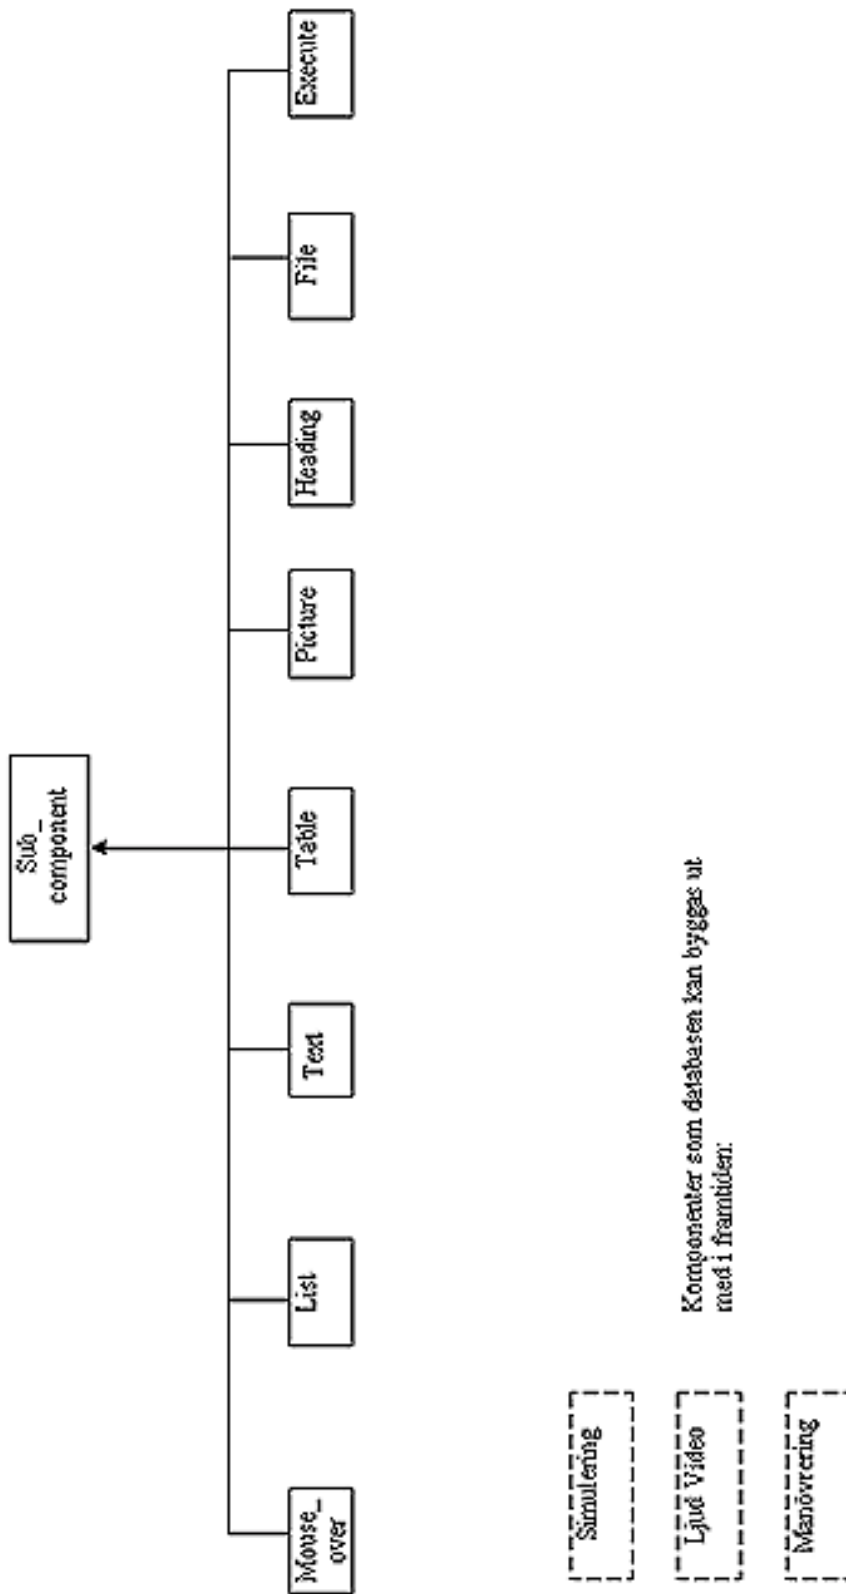 Sub_
component
Mouse_
over
List
Text
Table
Picture
Heading
File
Execute
Simulering
Ljud Video
Manövrering
Komponenter som databasen kan byggas ut
med i framtiden: